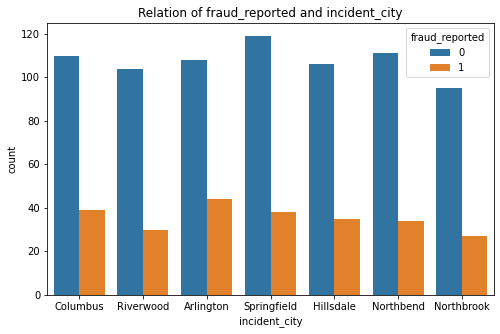 Relation of fraud_reported and incident_city
fraud_reported
0
1
count
120
100
80
60
40
20
0
Columbus Riverwood Arlington Springfield Hillsdale Northbend Northbrook
incident_city